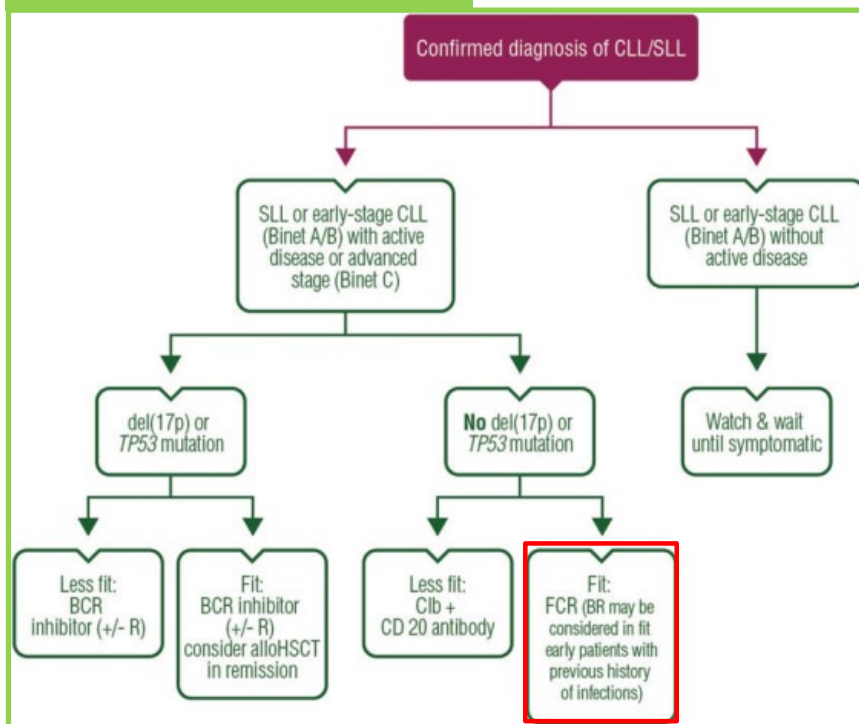 Confirmed diagnosis of CLL/SLL
SLL or early-stage CLL
(Binet A/B) with active
disease or advanced
stage (Binet C)
SLL or early-stage CLL
(Binet A/B) without
active disease
del(17p) or
TP53 mutation
No del(17p) or
TP53 mutation
Watch & wait
until symptomatic
Less fit:
BCR
inhibitor (+/- R)
Fit:
BCR inhibitor
(+/- R)
consider alloHSCT
in remission
Less fit:
Clb +
CD 20 antibody
Fit:
FCR (BR may be
considered in fit
early patients with
previous history
of infections)